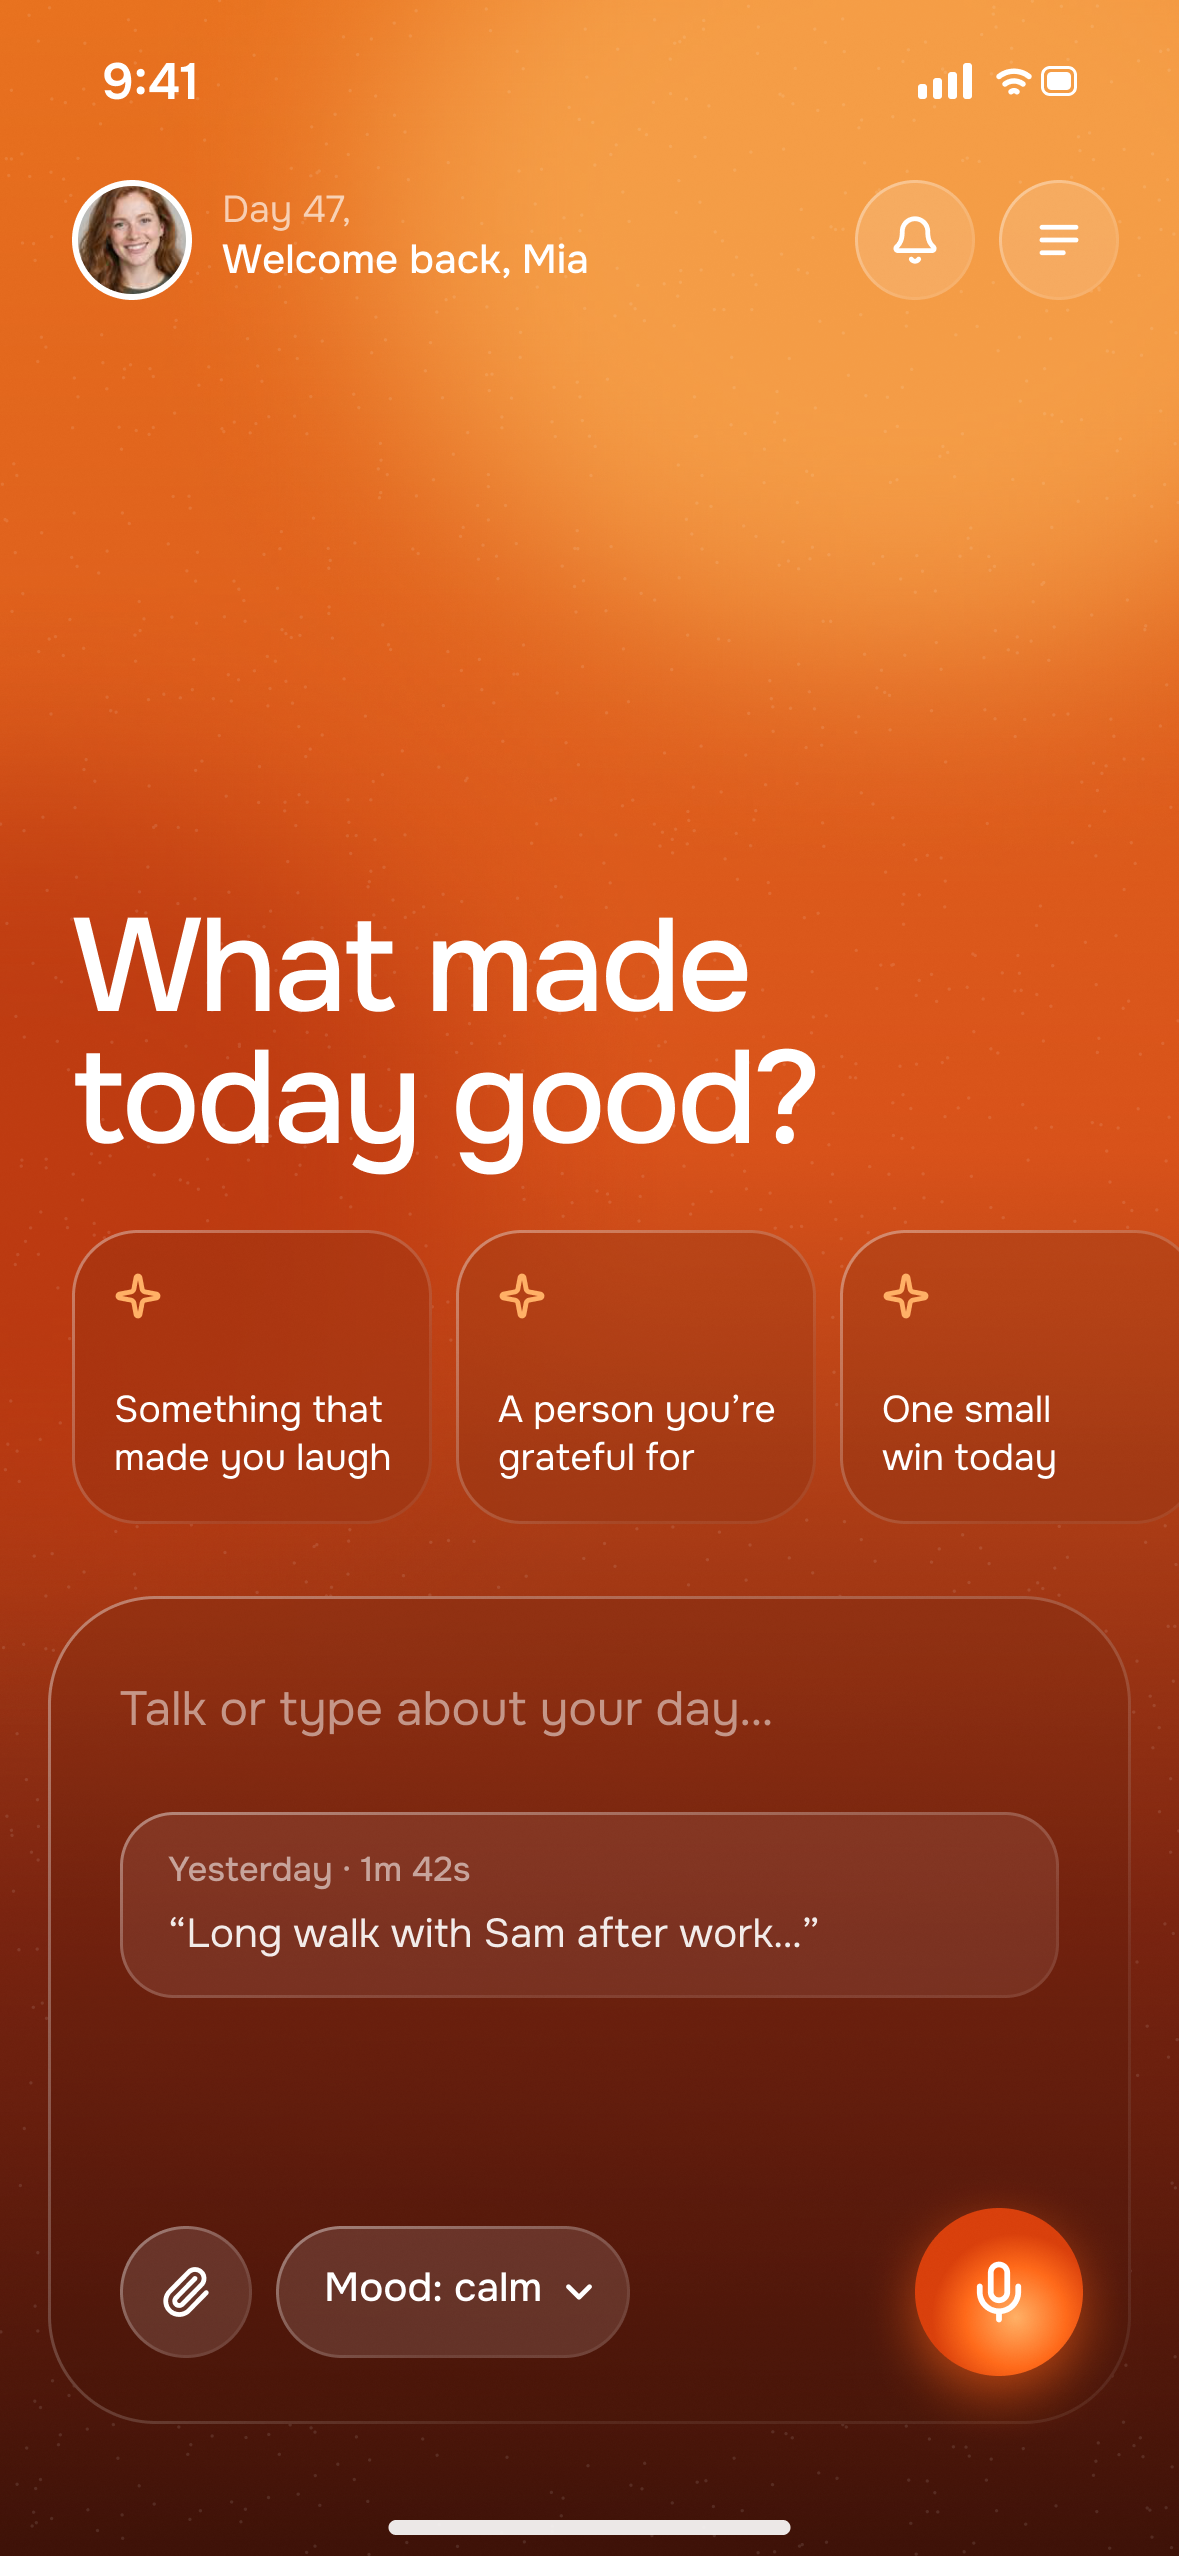 9:41
Day 47,
Welcome back, Mia
What made
today good?
Something that
made you laugh
A person you’re
grateful for
One small
win today
Talk or type about your day...
Yesterday · 1m 42s
“Long walk with Sam after work...”
Mood: calm